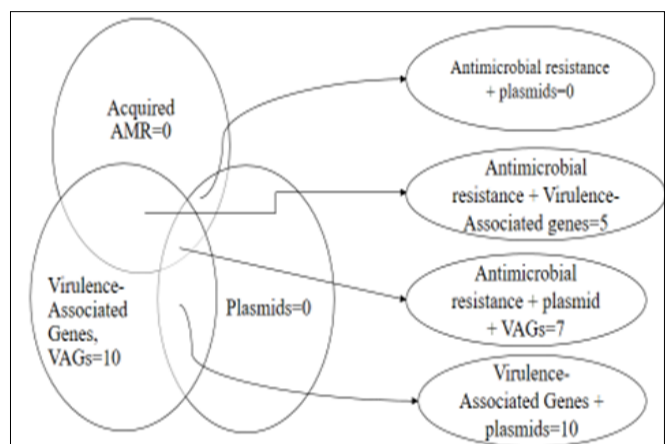 Acquired
AMR=0
Virulence-
Associated
Genes,
VAGs=10
Plasmids=0
Antimicrobial resistance
+ plasmids=0
Antimicrobial
resistance + Virulence-
Associated genes=5
Antimicrobial
resistance + plasmid
+ VAGs=7
Virulence-
Associated Genes +
plasmids=10